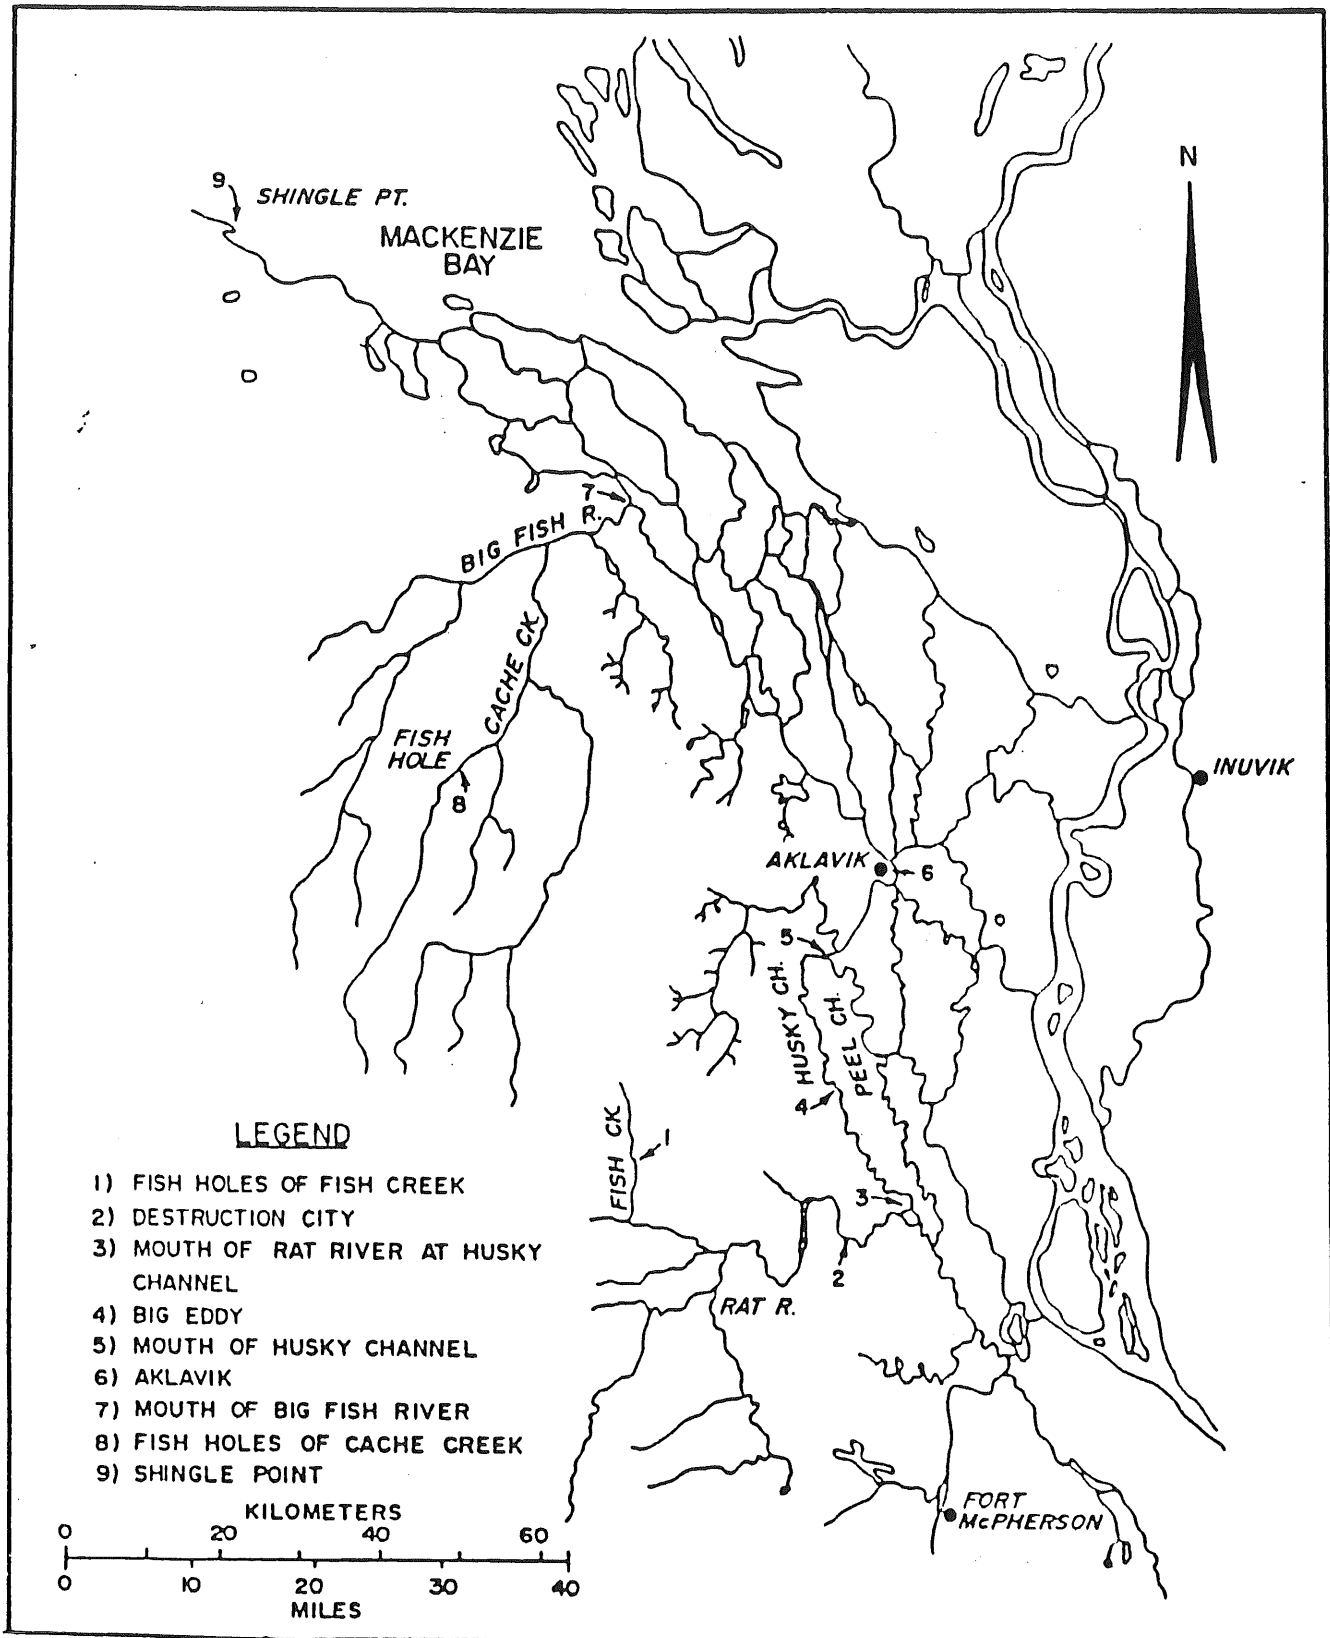 N
9
SHINGLE PT.
MACKENZIE
BAY
7
BIG FISH R.
CACHE CK.
FISH
HOLE
8
INUVIK
AKLAVIK
6
5
HUSKY CH.
PEEL CH.
4
FISH CK.
1
3
2
RAT R.
FORT
McPHERSON
LEGEND
1) FISH HOLES OF FISH CREEK
2) DESTRUCTION CITY
3) MOUTH OF RAT RIVER AT HUSKY
CHANNEL
4) BIG EDDY
5) MOUTH OF HUSKY CHANNEL
6) AKLAVIK
7) MOUTH OF BIG FISH RIVER
8) FISH HOLES OF CACHE CREEK
9) SHINGLE POINT
KILOMETERS
0 20 40 60
0 10 20 30 40
MILES